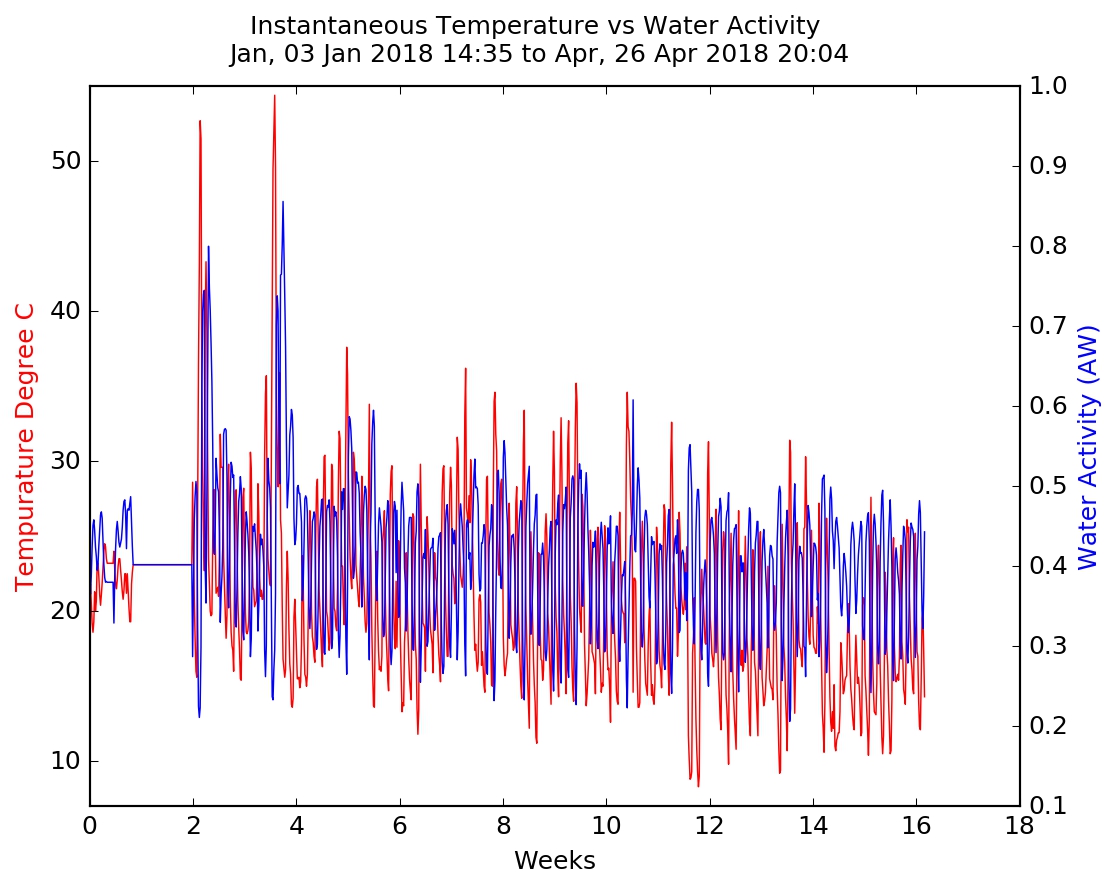 Instantaneous Temperature vs Water Activity
Jan, 03 Jan 2018 14:35 to Apr, 26 Apr 2018 20:04
Tempurature Degree C
50
40
30
20
10
1.0
0.9
0.8
0.7
0.6
0.5
0.4
0.3
0.2
0.1
Water Activity (AW)
0 2 4 6 8 10 12 14 16 18
Weeks